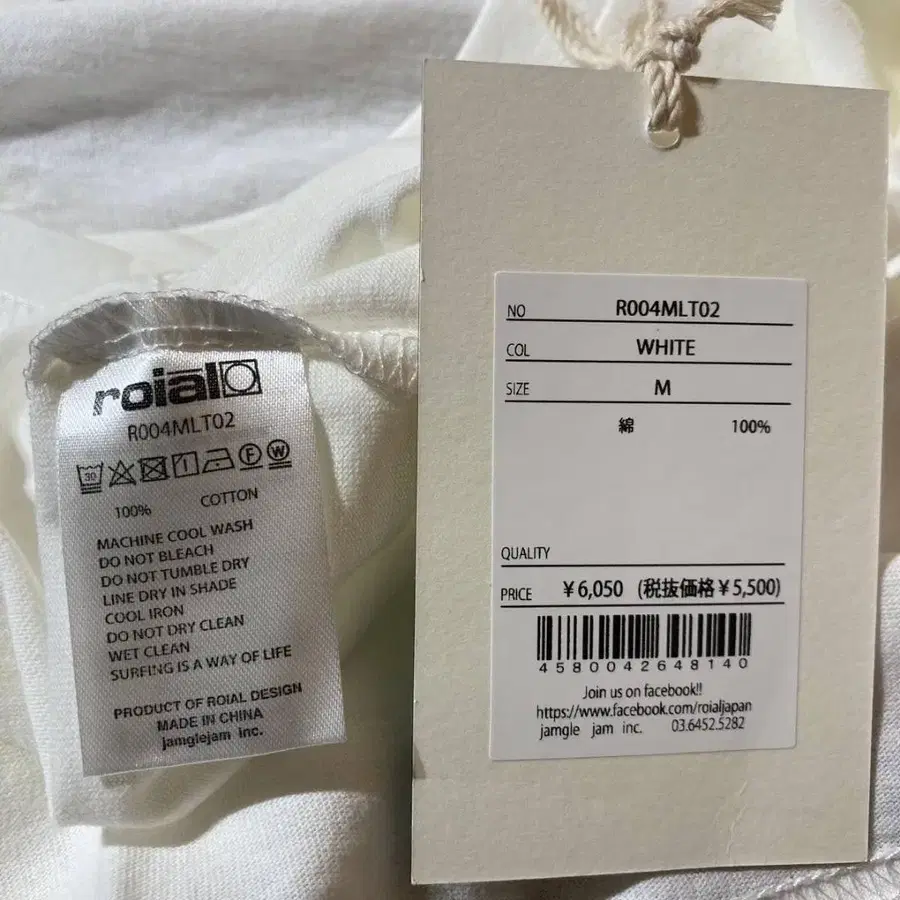 roial
R004MLT02
30 F W
100% COTTON
MACHINE COOL WASH
DO NOT BLEACH
DO NOT TUMBLE DRY
LINE DRY IN SHADE
COOL IRON
DO NOT DRY CLEAN
WET CLEAN
SURFING IS A WAY OF LIFE
PRODUCT OF ROIAL DESIGN
MADE IN CHINA
jamglejam inc.
NO R004MLT02
COL WHITE
SIZE M
綿 100%
QUALITY
PRICE ¥6,050 (税抜価格¥5,500)
4580042648140
Join us on facebook!!
https://www.facebook.com/roialjapan
jamgle jam inc. 03.6452.5282